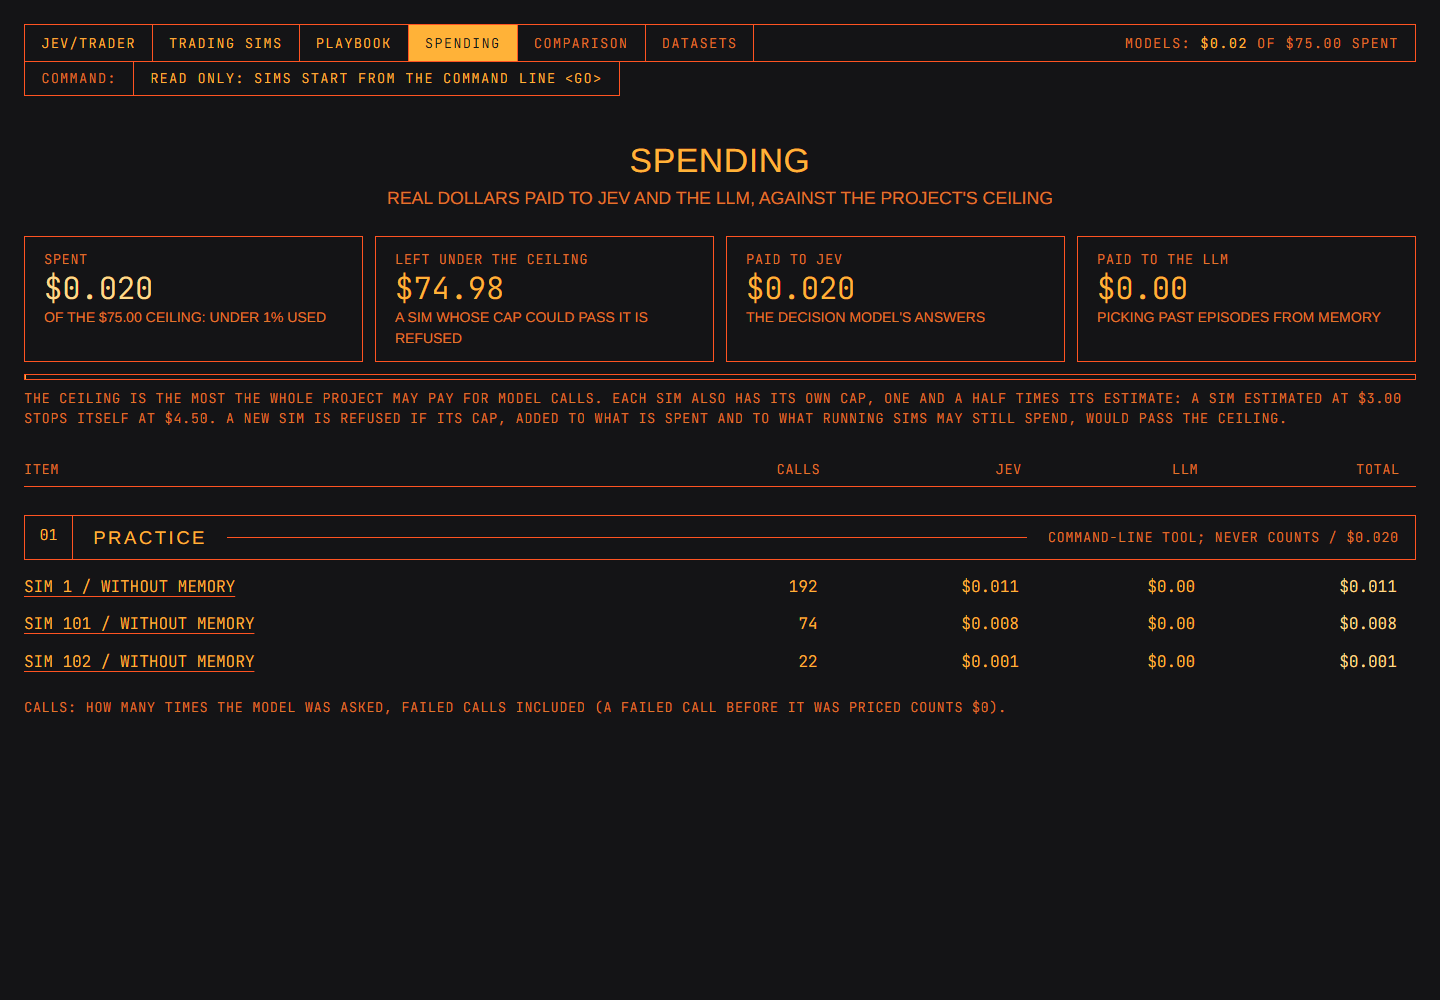 JEV/TRADER TRADING SIMS PLAYBOOK SPENDING COMPARISON DATASETS MODELS: $0.02 OF $75.00 SPENT
COMMAND: READ ONLY: SIMS START FROM THE COMMAND LINE <GO>
SPENDING
REAL DOLLARS PAID TO JEV AND THE LLM, AGAINST THE PROJECT'S CEILING
SPENT
$0.020
OF THE $75.00 CEILING: UNDER 1% USED
LEFT UNDER THE CEILING
$74.98
A SIM WHOSE CAP COULD PASS IT IS
REFUSED
PAID TO JEV
$0.020
THE DECISION MODEL'S ANSWERS
PAID TO THE LLM
$0.00
PICKING PAST EPISODES FROM MEMORY
THE CEILING IS THE MOST THE WHOLE PROJECT MAY PAY FOR MODEL CALLS. EACH SIM ALSO HAS ITS OWN CAP, ONE AND A HALF TIMES ITS ESTIMATE: A SIM ESTIMATED AT $3.00
STOPS ITSELF AT $4.50. A NEW SIM IS REFUSED IF ITS CAP, ADDED TO WHAT IS SPENT AND TO WHAT RUNNING SIMS MAY STILL SPEND, WOULD PASS THE CEILING.
ITEM CALLS JEV LLM TOTAL
01 PRACTICE COMMAND-LINE TOOL; NEVER COUNTS / $0.020
SIM 1 / WITHOUT MEMORY 192 $0.011 $0.00 $0.011
SIM 101 / WITHOUT MEMORY 74 $0.008 $0.00 $0.008
SIM 102 / WITHOUT MEMORY 22 $0.001 $0.00 $0.001
CALLS: HOW MANY TIMES THE MODEL WAS ASKED, FAILED CALLS INCLUDED (A FAILED CALL BEFORE IT WAS PRICED COUNTS $0).